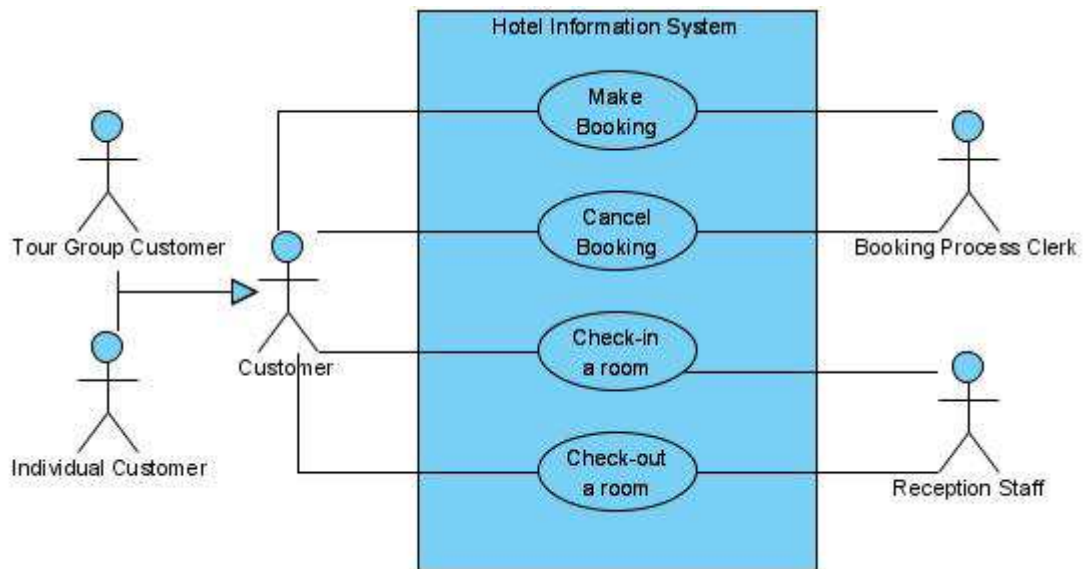 Hotel Information System
Make
Booking
Tour Group Customer
Cancel
Booking
Booking Process Clerk
Customer
Check-in
a room
Individual Customer
Check-out
a room
Reception Staff